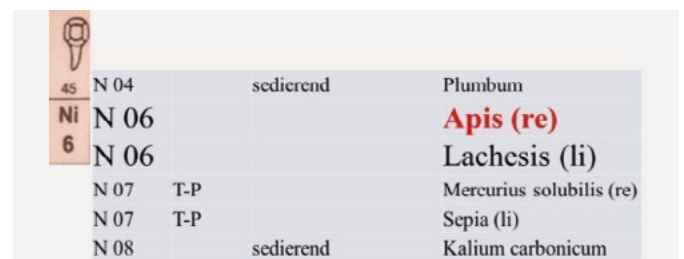 45
Ni
6
N 04 sedierend Plumbum
N 06 Apis (re)
N 06 Lachesis (li)
N 07 T-P Mercurius solubilis (re)
N 07 T-P Sepia (li)
N 08 sedierend Kalium carbonicum